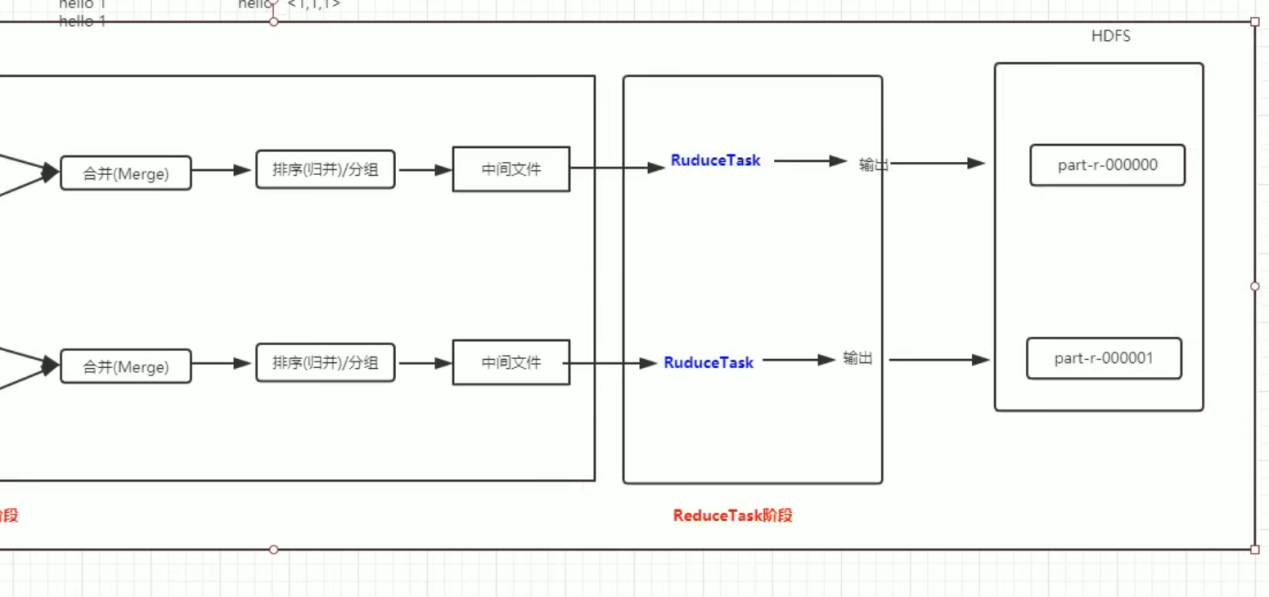 hello 1
hello <1,1,1>
hello 1
HDFS
合并(Merge)
排序(归并)/分组
中间文件
RuduceTask
输出
part-r-000000
合并(Merge)
排序(归并)/分组
中间文件
RuduceTask
输出
part-r-000001
阶段
ReduceTask阶段